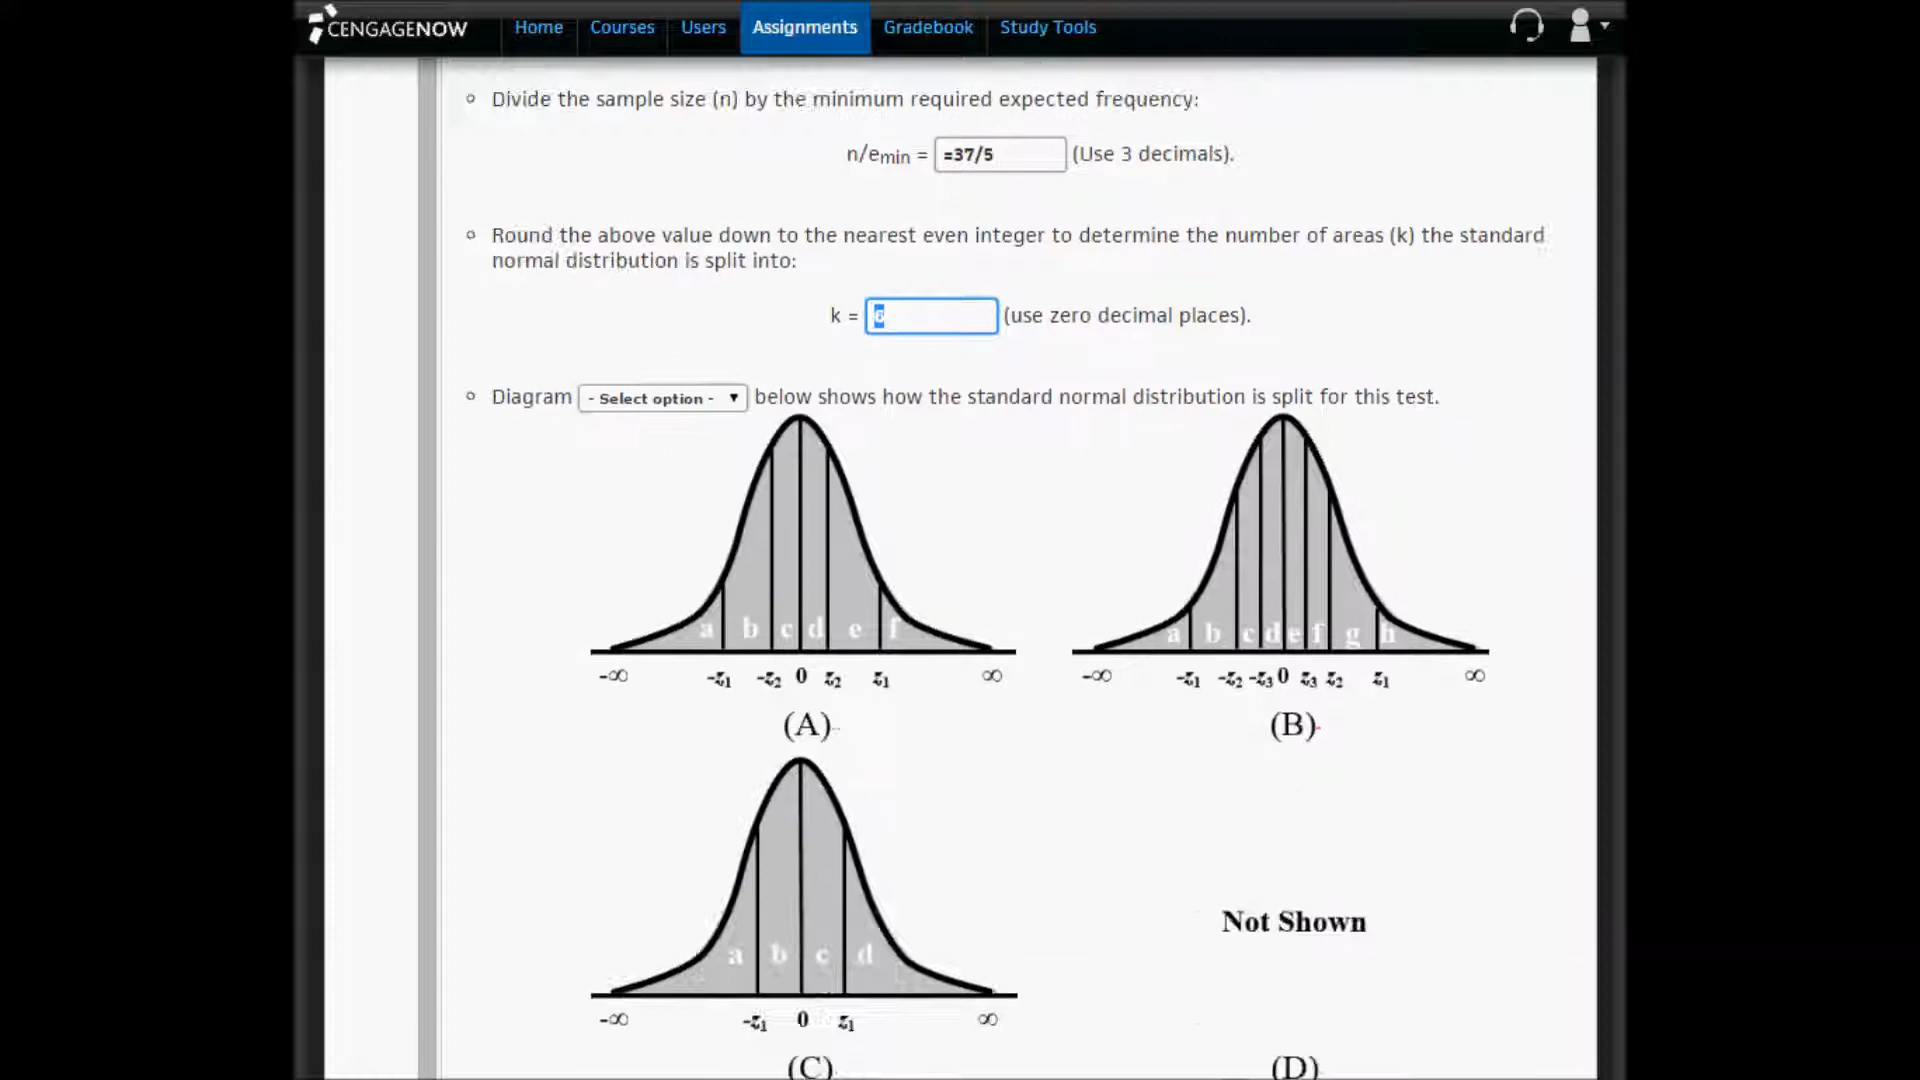 CENGAGENOW Home Courses Users Assignments Gradebook Study Tools
Divide the sample size (n) by the minimum required expected frequency:
n/emin = =37/5 (Use 3 decimals).
Round the above value down to the nearest even integer to determine the number of areas (k) the standard
normal distribution is split into:
k = 6 (use zero decimal places).
Diagram - Select option - ▼ below shows how the standard normal distribution is split for this test.
a b c d e f
-∞ -z1 -z2 0 z2 z1 ∞
(A)
a b c d e f g h
-∞ -z1 -z2 -z3 0 z3 z2 z1 ∞
(B)
a b c d
-∞ -z1 0 z1 ∞
(C)
Not Shown
(D)